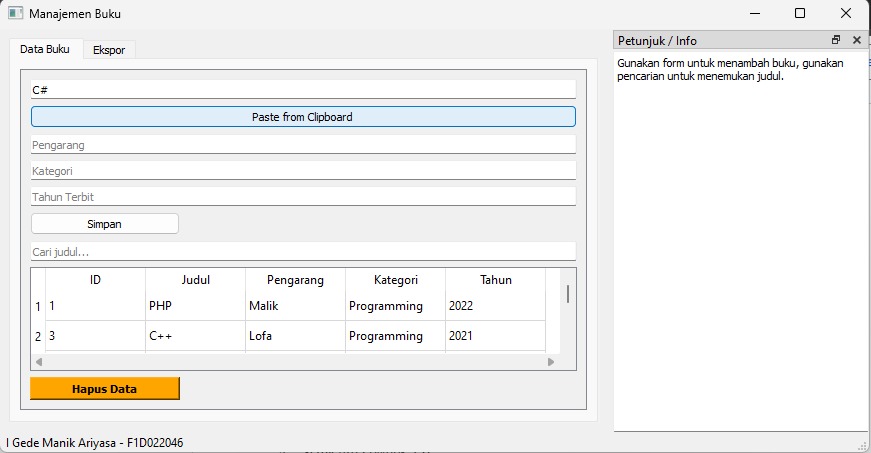 Manajemen Buku
Data Buku Ekspor
Petunjuk / Info
Gunakan form untuk menambah buku, gunakan
pencarian untuk menemukan judul.
C#
Paste from Clipboard
Pengarang
Kategori
Tahun Terbit
Simpan
Cari judul...
ID Judul Pengarang Kategori Tahun
1 1 PHP Malik Programming 2022
2 3 C++ Lofa Programming 2021
Hapus Data
I Gede Manik Ariyasa - F1D022046